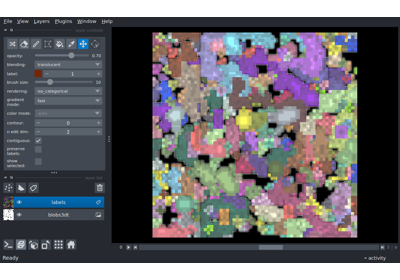 File View Layers Plugins Window Help
opacity: 0.70
blending: translucent
label: 1
brush size: 10
rendering: iso_categorical
gradient mode: fast
color mode:
contour: 0
n edit dim: 2
contiguous:
preserve labels:
show selected:
labels
blobs3dt
0
Ready
activity